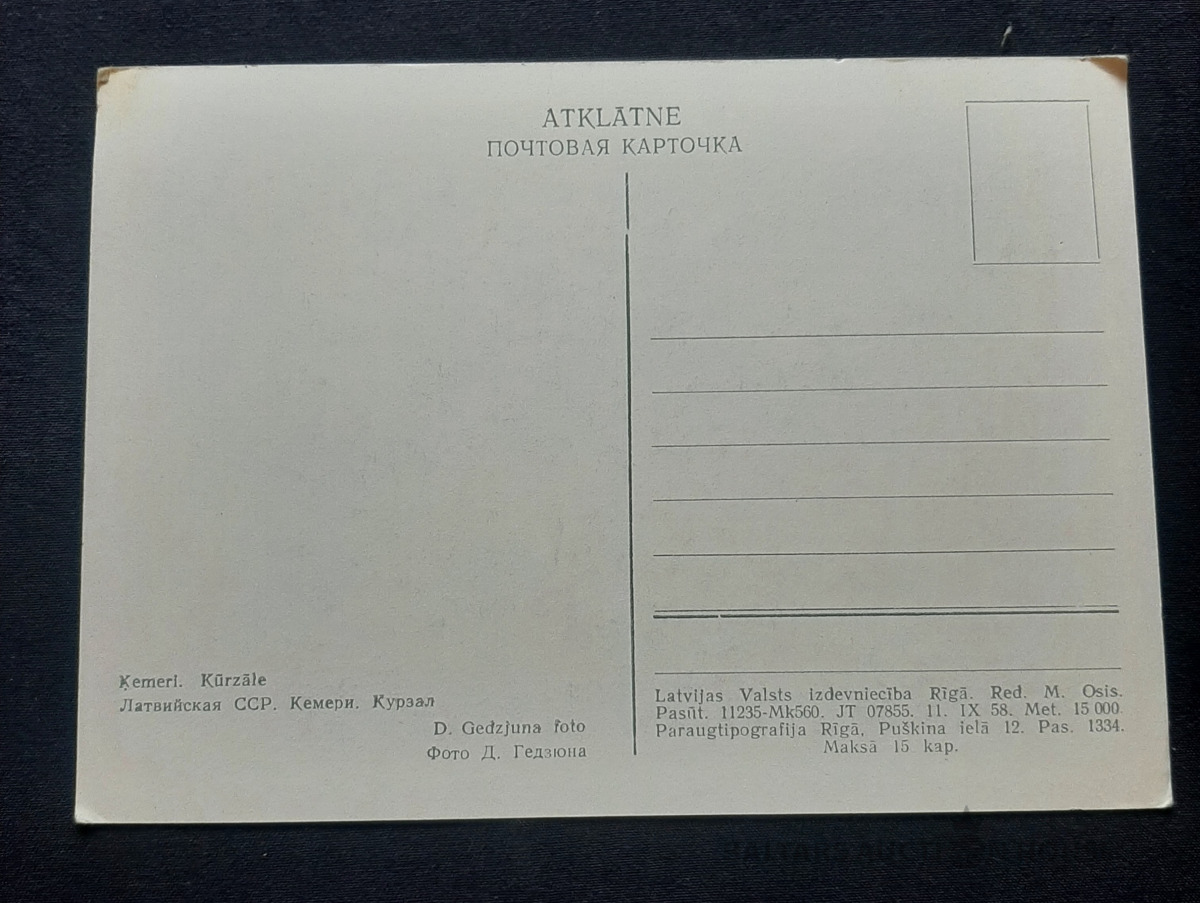 ATKLĀTNE
ПОЧТОВАЯ КАРТОЧКА
Ķemeri. Kūrzāle
Латвийская ССР. Кемери. Курзал
D. Gedzjuna foto
Фото Д. Гедзюна
Latvijas Valsts izdevniecība Rīgā. Red. M. Osis.
Pasūt. 11235-Mk560. JT 07855. 11. IX 58. Met. 15 000.
Paraugtipografija Rīgā, Puškina ielā 12. Pas. 1334.
Maksā 15 kap.